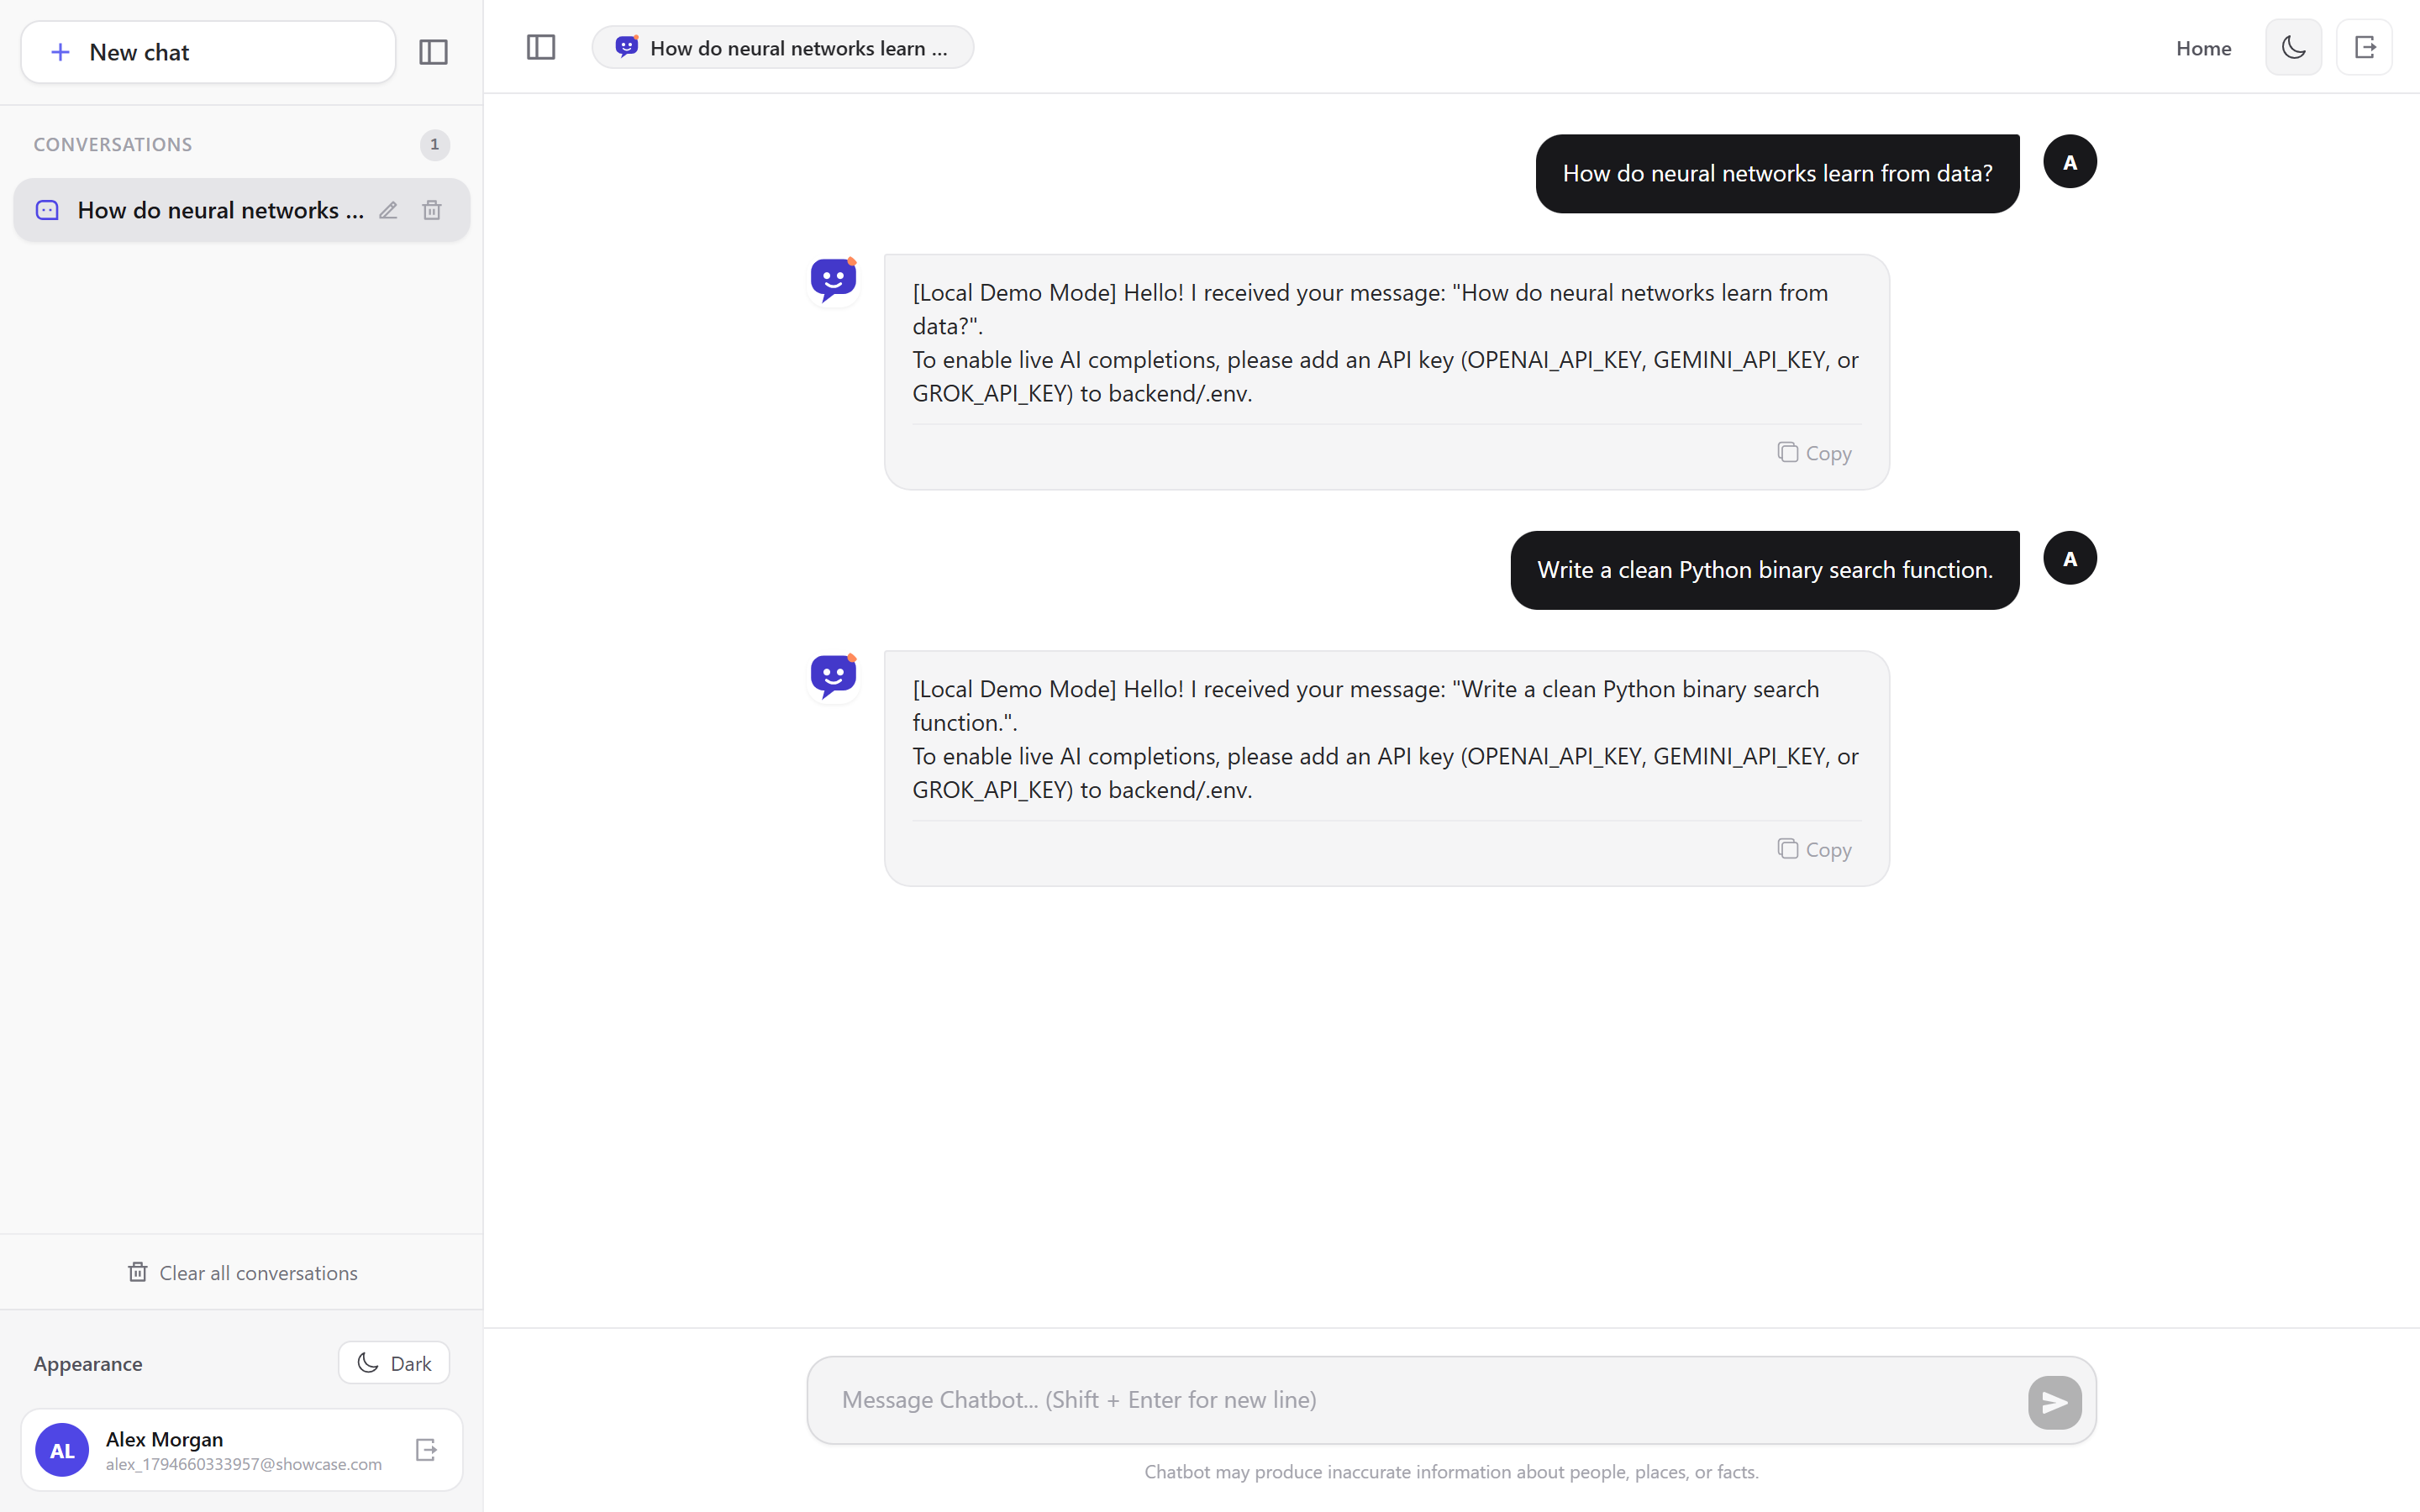 New chat
CONVERSATIONS
1
How do neural networks ...
Clear all conversations
Appearance
Dark
AL
Alex Morgan
alex_1794660333957@showcase.com
How do neural networks learn ...
Home
How do neural networks learn from data?
A
[Local Demo Mode] Hello! I received your message: "How do neural networks learn from
data?".
To enable live AI completions, please add an API key (OPENAI_API_KEY, GEMINI_API_KEY, or
GROK_API_KEY) to backend/.env.
Copy
Write a clean Python binary search function.
A
[Local Demo Mode] Hello! I received your message: "Write a clean Python binary search
function.".
To enable live AI completions, please add an API key (OPENAI_API_KEY, GEMINI_API_KEY, or
GROK_API_KEY) to backend/.env.
Copy
Message Chatbot... (Shift + Enter for new line)
Chatbot may produce inaccurate information about people, places, or facts.